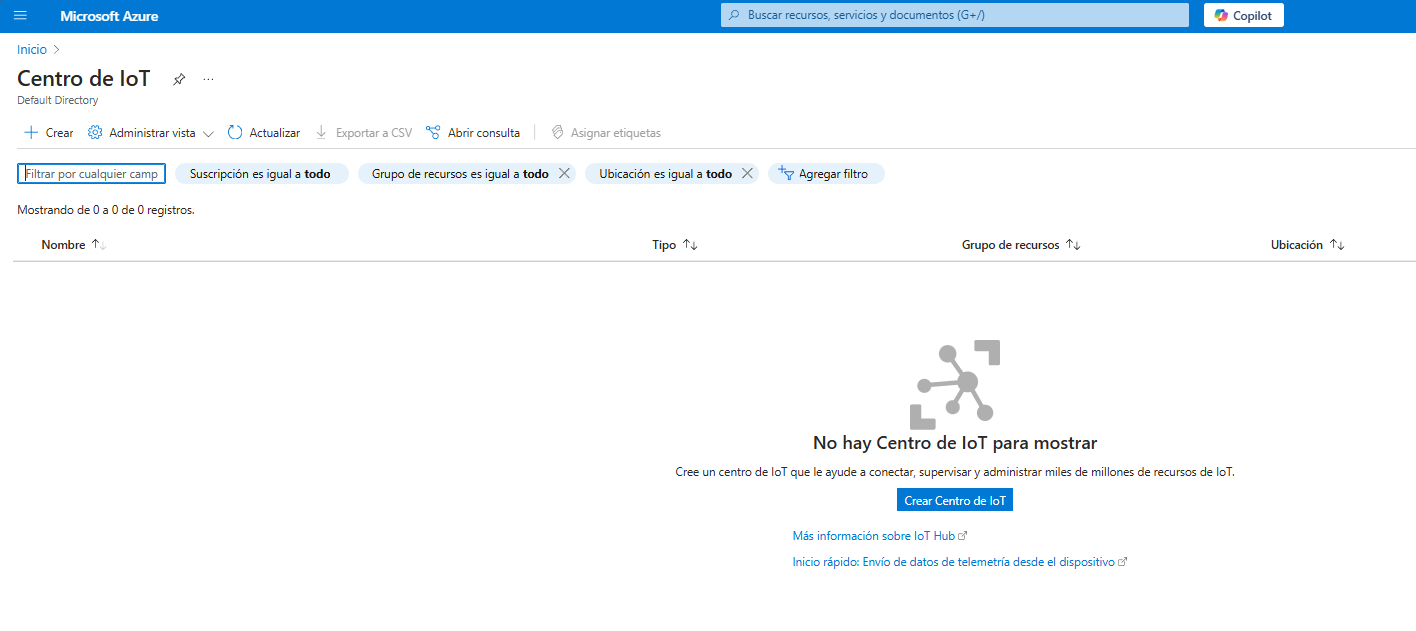 Microsoft Azure
Buscar recursos, servicios y documentos (G+/)
Copilot
Inicio
Centro de IoT
Default Directory
Crear Administrar vista Actualizar Exportar a CSV Abrir consulta Asignar etiquetas
Filtrar por cualquier camp Suscripción es igual a todo Grupo de recursos es igual a todo Ubicación es igual a todo Agregar filtro
Mostrando de 0 a 0 de 0 registros.
Nombre Tipo Grupo de recursos Ubicación
No hay Centro de IoT para mostrar
Cree un centro de IoT que le ayude a conectar, supervisar y administrar miles de millones de recursos de IoT.
Crear Centro de IoT
Más información sobre IoT Hub
Inicio rápido: Envío de datos de telemetría desde el dispositivo